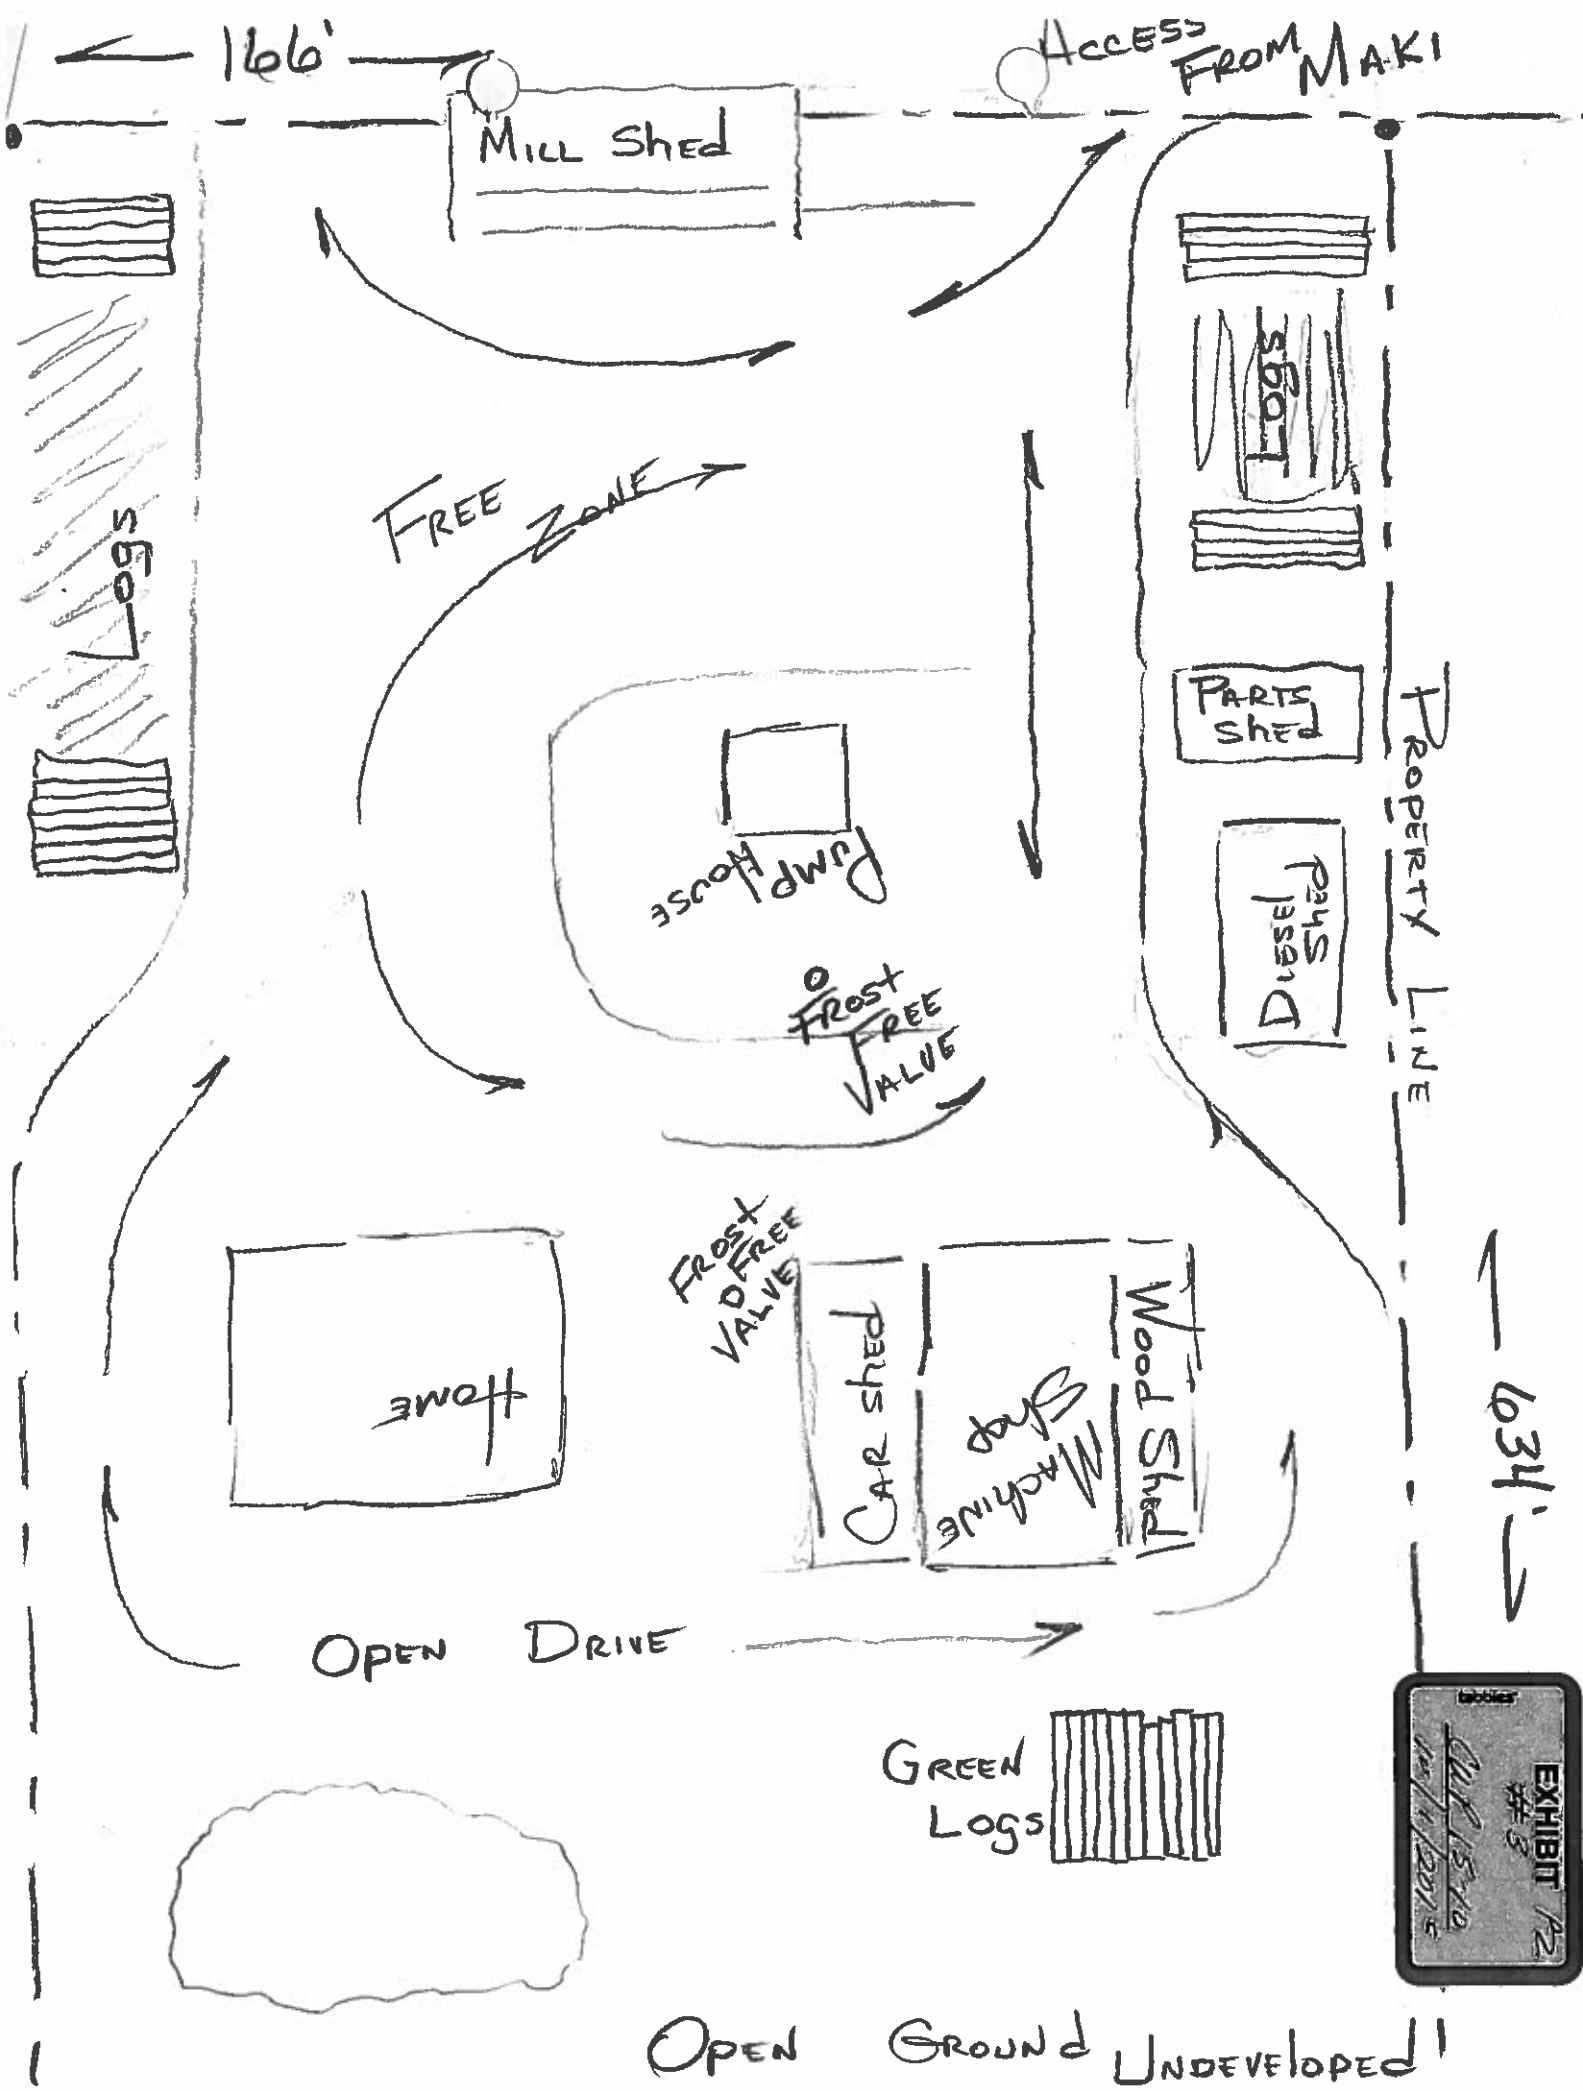 166'
ACCESS
FROM MAKI
MILL Shed
Logs
FREE ZONE
Logs
PARTS
Shed
PROPERTY LINE
PUMP
HOUSE
DIESEL
Shed
FROST
FREE
VALVE
FROST
FREE
VALVE
HOME
CAR Shed
MACHINE
Shop
WOOD Shed
634'
OPEN DRIVE
GREEN
Logs
tabbies
EXHIBIT P2
# 3
OPEN GROUND UNDEVELOPED!